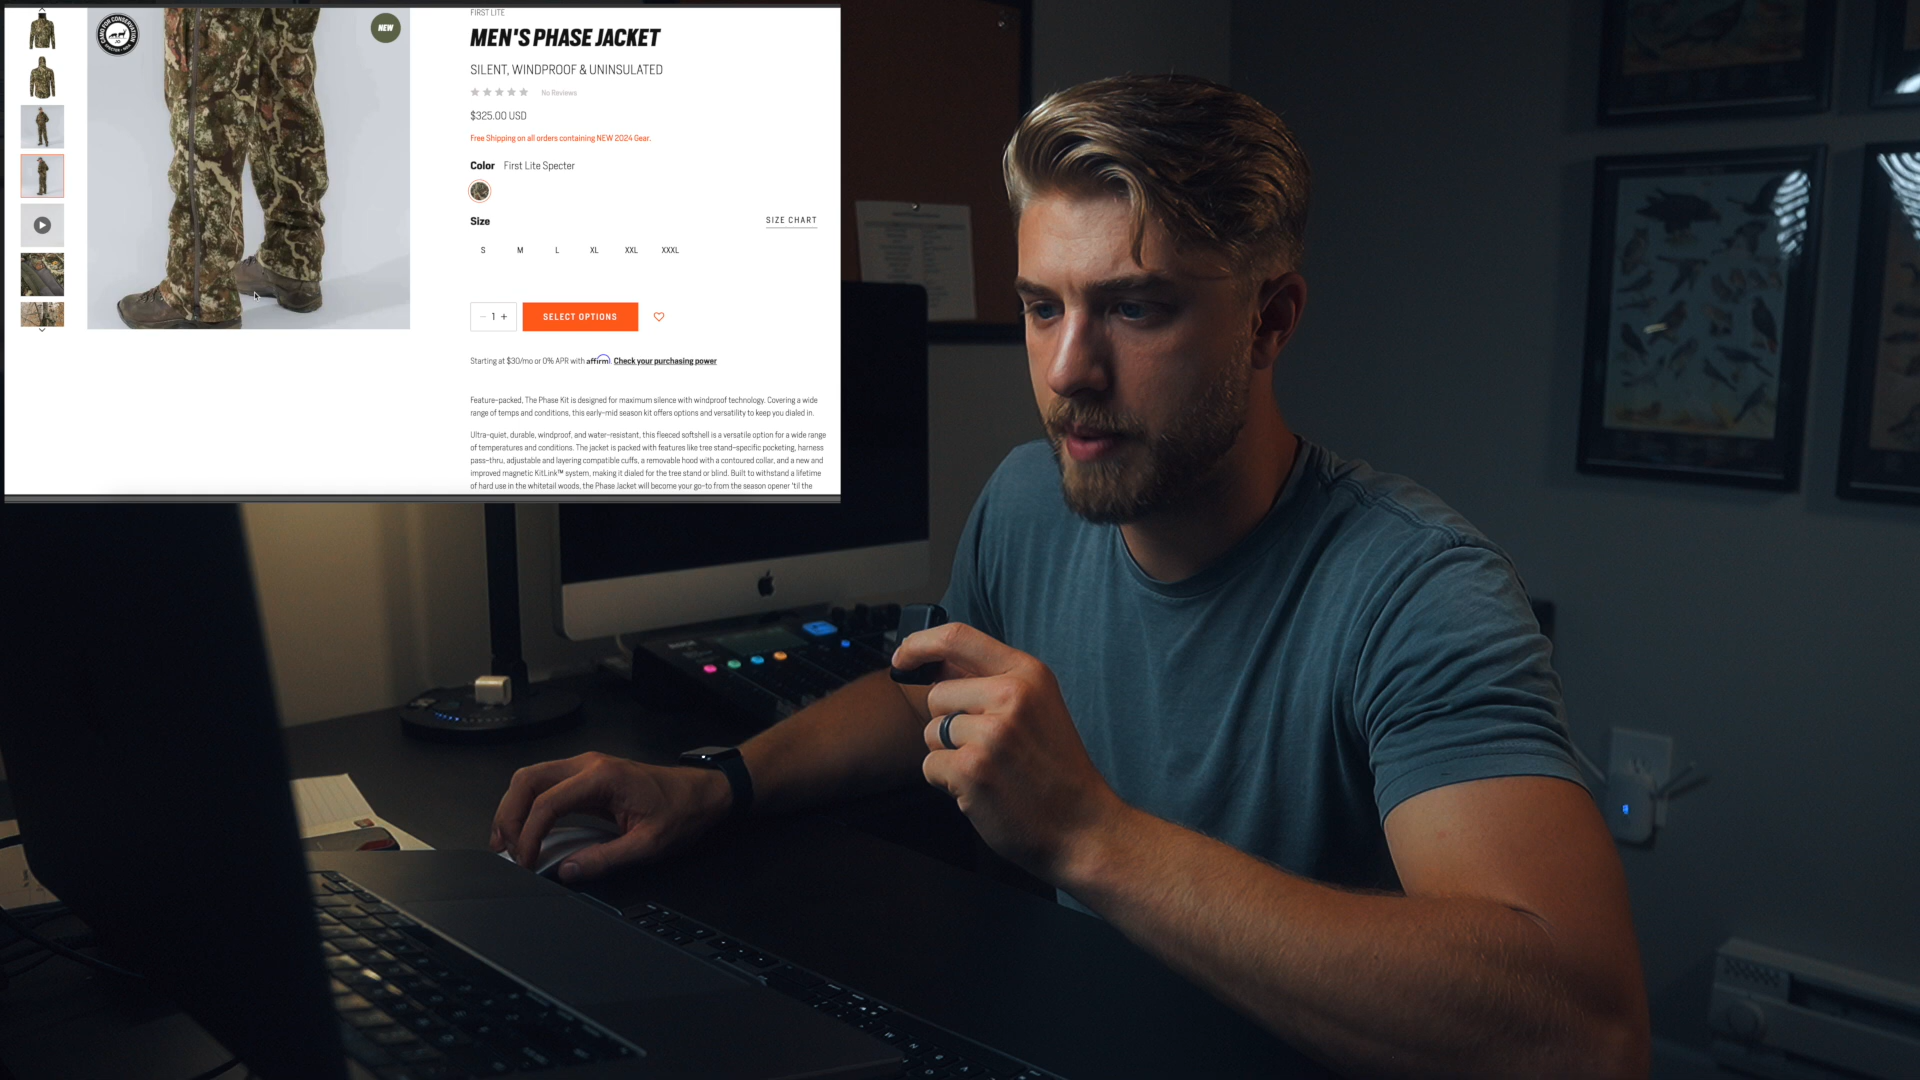 FIRST LITE
MEN'S PHASE JACKET
NEW
SILENT, WINDPROOF & UNINSULATED
No Reviews
$325.00 USD
Free Shipping on all orders containing NEW 2024 Gear.
Color First Lite Specter
Size
SIZE CHART
S M L XL XXL XXXL
− 1 + SELECT OPTIONS
Starting at $30/mo or 0% APR with affirm. Check your purchasing power
Feature-packed, The Phase Kit is designed for maximum silence with windproof technology. Covering a wide
range of temps and conditions, this early-mid season kit offers options and versatility to keep you dialed in.
Ultra-quiet, durable, windproof, and water-resistant, this fleeced softshell is a versatile option for a wide range
of temperatures and conditions. The jacket is packed with features like tree stand-specific pocketing, harness
pass-thru, adjustable and layering compatible cuffs, a removable hood with a contoured collar, and a new and
improved magnetic KitLink™ system, making it dialed for the tree stand or blind. Built to withstand a lifetime
of hard use in the whitetail woods, the Phase Jacket will become your go-to from the season opener 'til the